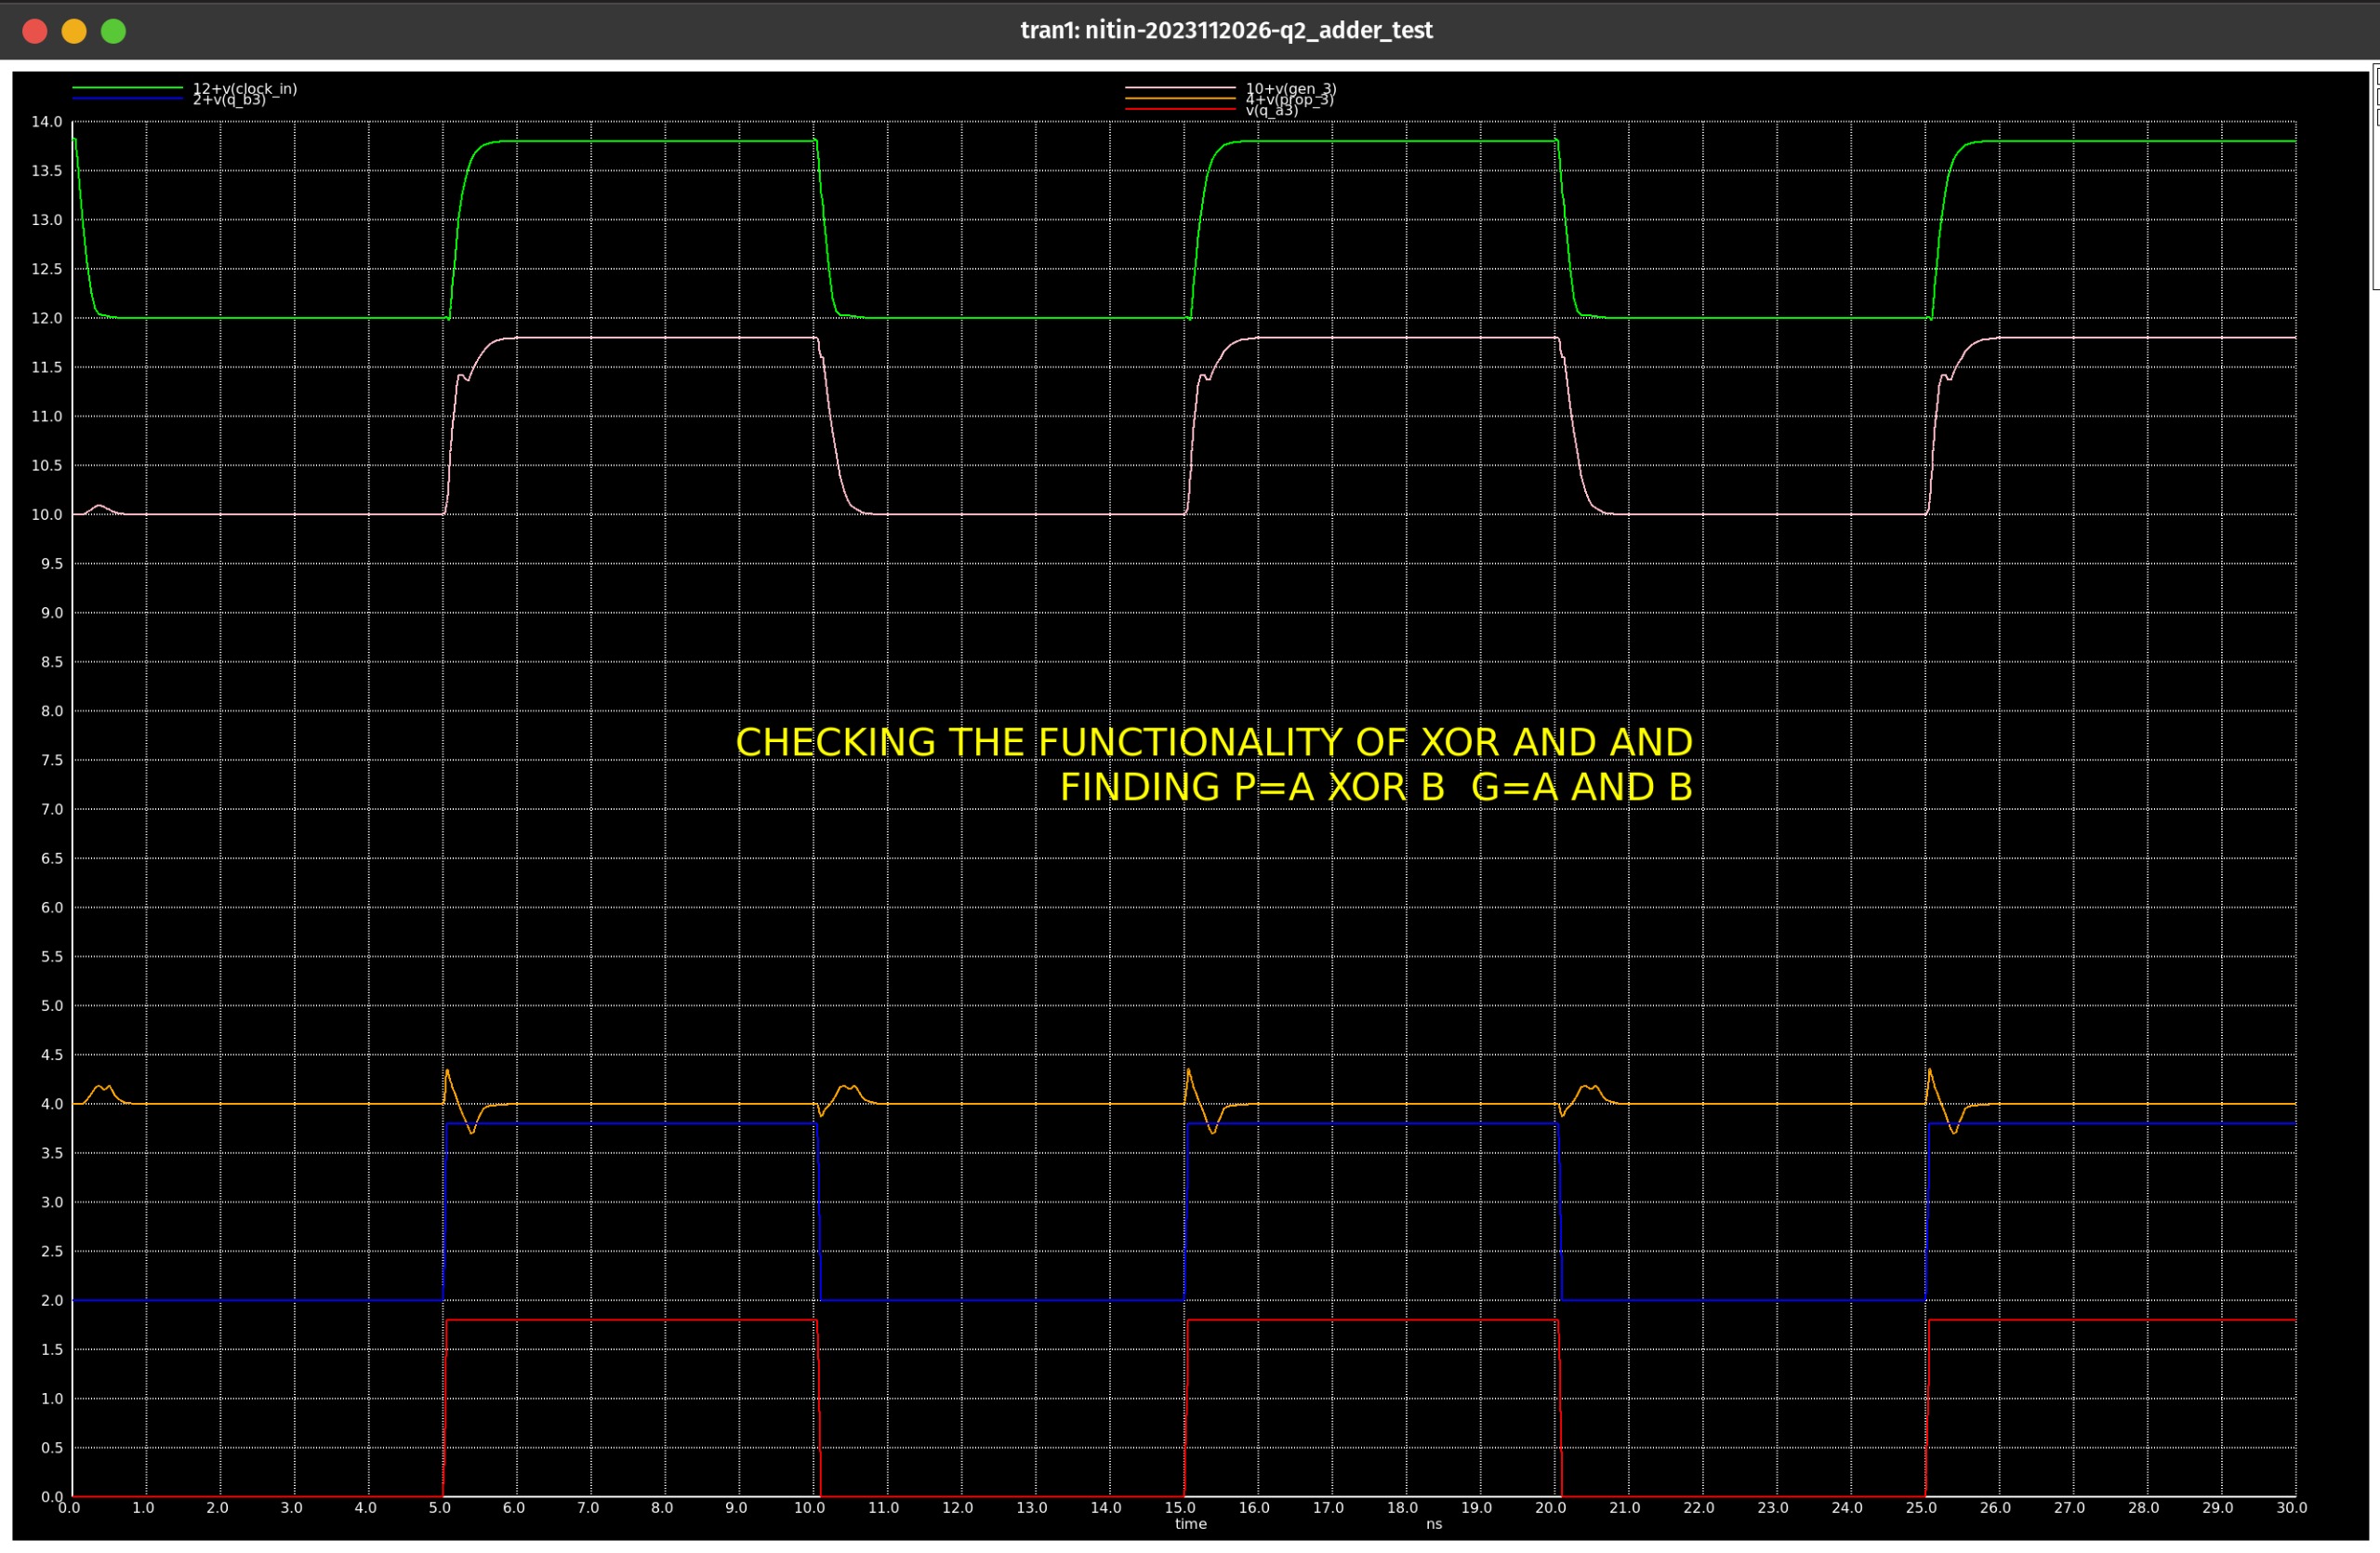 tran1: nitin-2023112026-q2_adder_test
12+v(clock_in)
2+v(q_b3)
10+v(gen_3)
4+v(prop_3)
v(q_a3)
14.0
13.5
13.0
12.5
12.0
11.5
11.0
10.5
10.0
9.5
9.0
8.5
8.0
7.5
7.0
6.5
6.0
5.5
5.0
4.5
4.0
3.5
3.0
2.5
2.0
1.5
1.0
0.5
0.0
CHECKING THE FUNCTIONALITY OF XOR AND AND
FINDING P=A XOR B G=A AND B
0.0 1.0 2.0 3.0 4.0 5.0 6.0 7.0 8.0 9.0 10.0 11.0 12.0 13.0 14.0 15.0 16.0 17.0 18.0 19.0 20.0 21.0 22.0 23.0 24.0 25.0 26.0 27.0 28.0 29.0 30.0
time ns